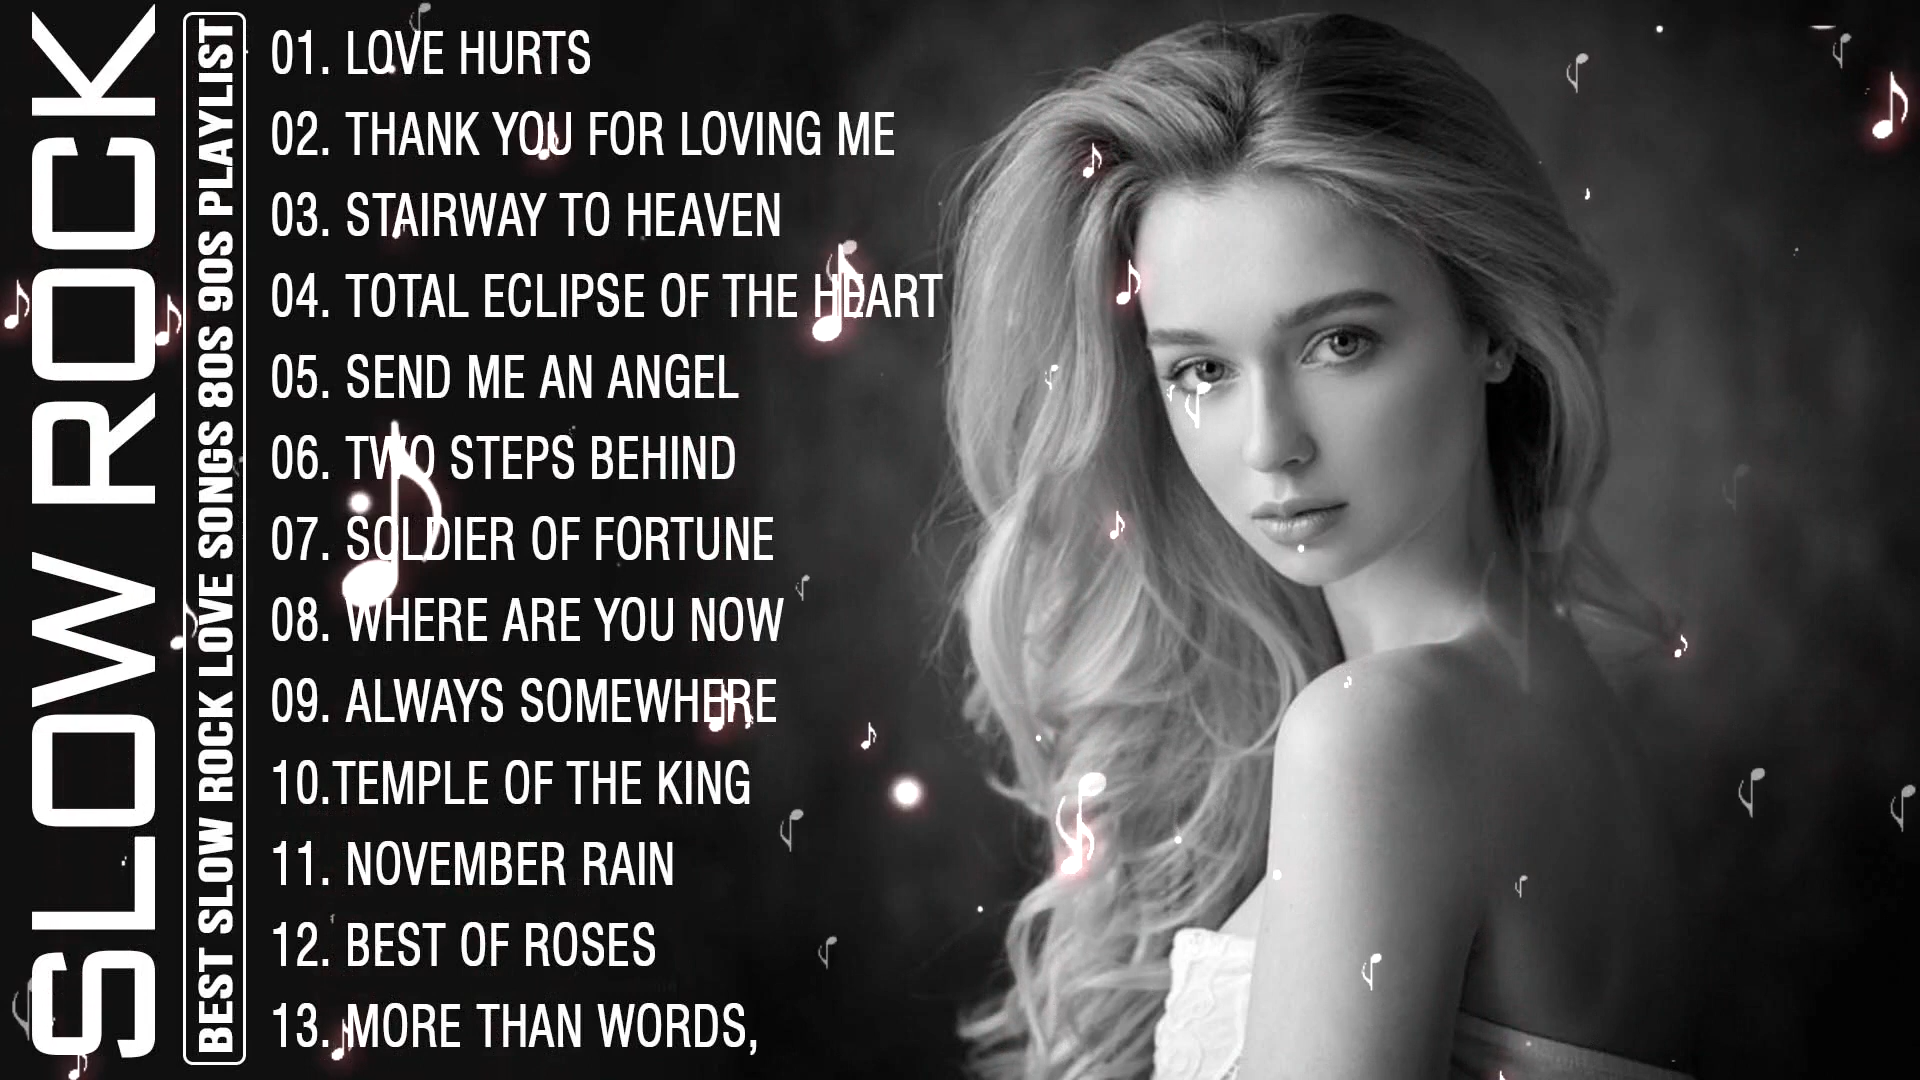 SLOW ROCK
BEST SLOW ROCK LOVE SONGS 80S 90S PLAYLIST
01. LOVE HURTS
02. THANK YOU FOR LOVING ME
03. STAIRWAY TO HEAVEN
04. TOTAL ECLIPSE OF THE HEART
05. SEND ME AN ANGEL
06. TWO STEPS BEHIND
07. SOLDIER OF FORTUNE
08. WHERE ARE YOU NOW
09. ALWAYS SOMEWHERE
10.TEMPLE OF THE KING
11. NOVEMBER RAIN
12. BEST OF ROSES
13. MORE THAN WORDS,